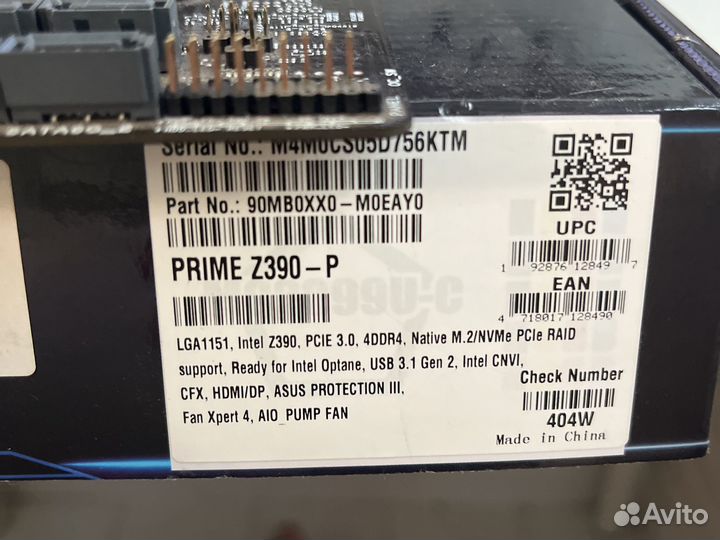 SATA6G_2
Serial No.: M4M0CS05D756KTM
Part No.: 90MB0XX0-M0EAY0
PRIME Z390-P
LGA1151, Intel Z390, PCIE 3.0, 4DDR4, Native M.2/NVMe PCIe RAID
support, Ready for Intel Optane, USB 3.1 Gen 2, Intel CNVI,
CFX, HDMI/DP, ASUS PROTECTION III,
Fan Xpert 4, AIO_PUMP FAN
UPC
1 92876 12849 7
EAN
4 718017 128490
Check Number
404W
Made in China
Avito